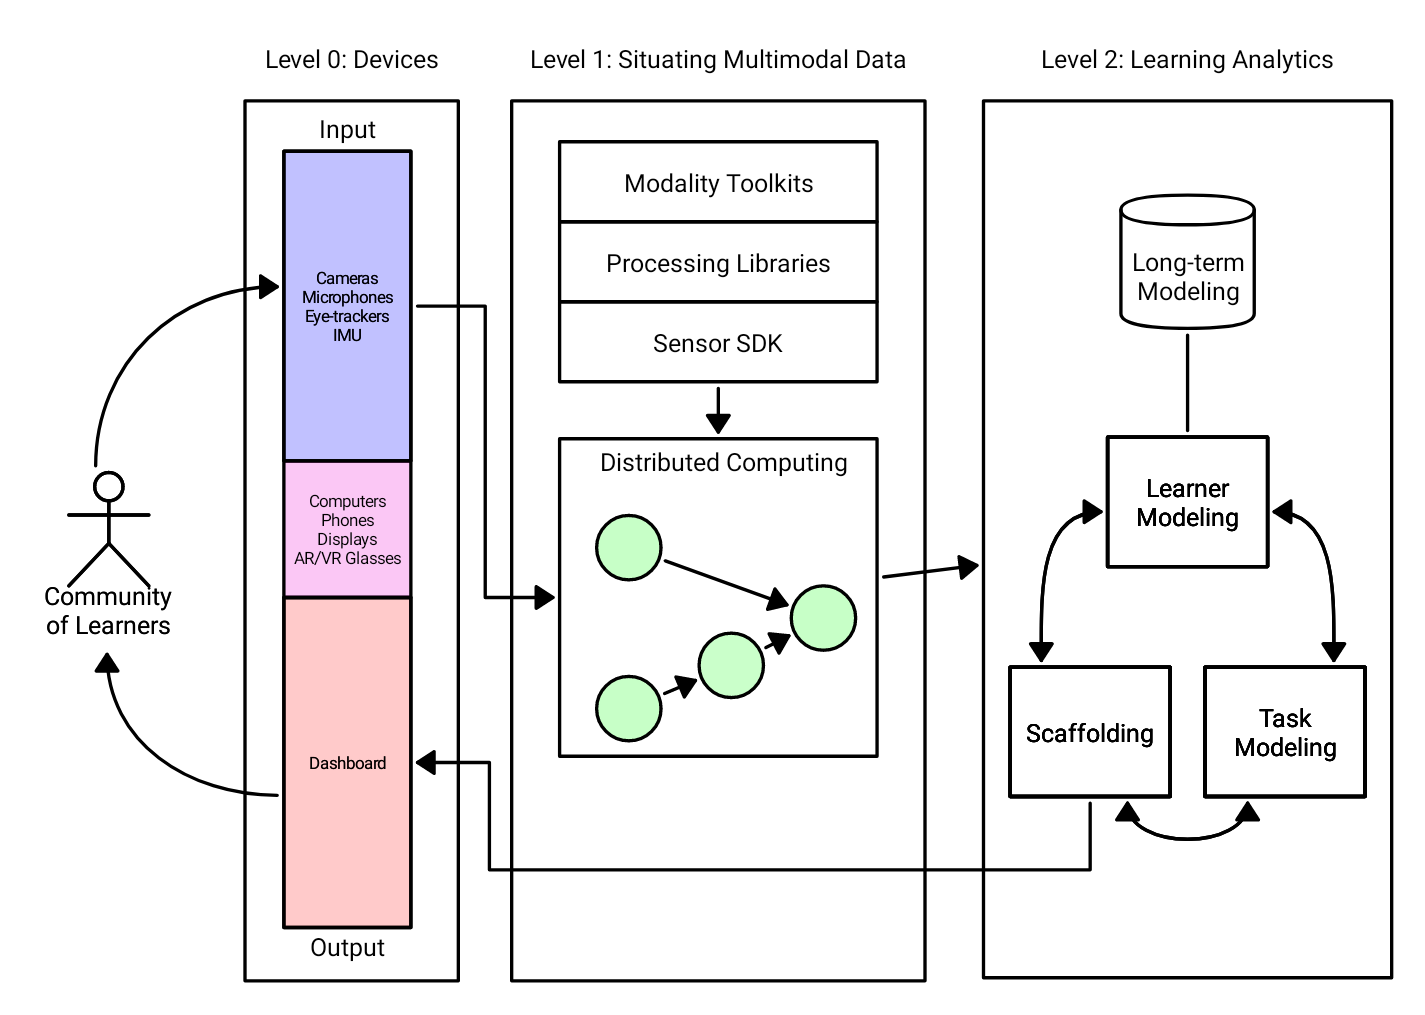 Level 0: Devices
Level 1: Situating Multimodal Data
Level 2: Learning Analytics
Input
Cameras
Microphones
Eye-trackers
IMU
Computers
Phones
Displays
AR/VR Glasses
Dashboard
Output
Community
of Learners
Modality Toolkits
Processing Libraries
Sensor SDK
Distributed Computing
Long-term
Modeling
Learner
Modeling
Scaffolding
Task
Modeling